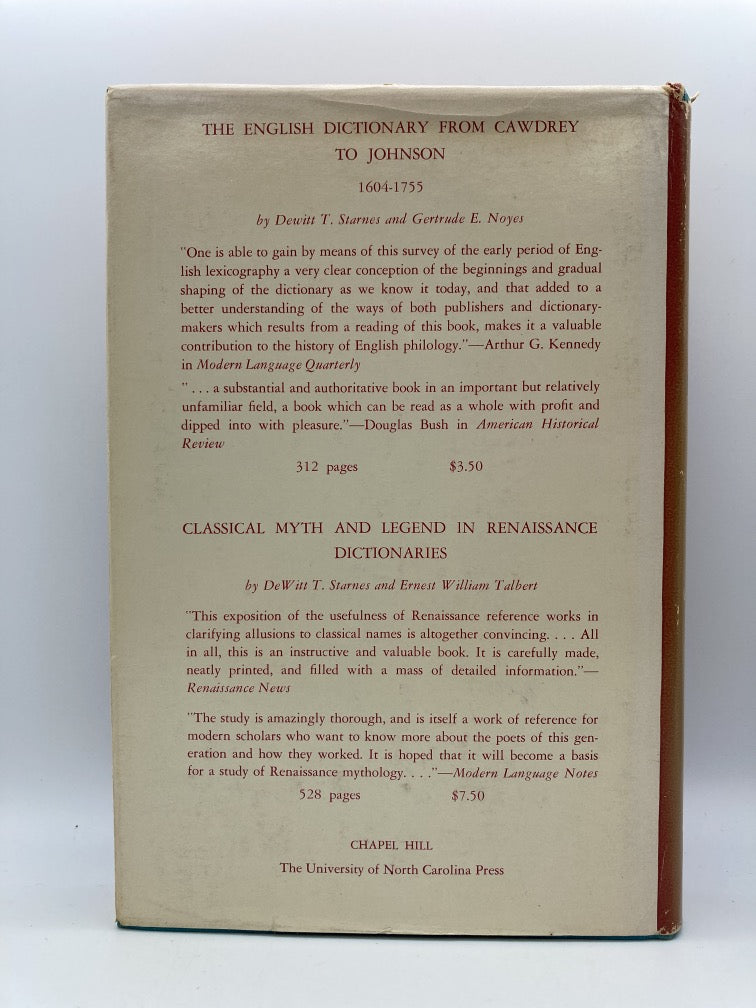 THE ENGLISH DICTIONARY FROM CAWDREY
TO JOHNSON
1604-1755
by Dewitt T. Starnes and Gertrude E. Noyes
"One is able to gain by means of this survey of the early period of Eng-
lish lexicography a very clear conception of the beginnings and gradual
shaping of the dictionary as we know it today, and that added to a
better understanding of the ways of both publishers and dictionary-
makers which results from a reading of this book, makes it a valuable
contribution to the history of English philology."—Arthur G. Kennedy
in Modern Language Quarterly
" . . . a substantial and authoritative book in an important but relatively
unfamiliar field, a book which can be read as a whole with profit and
dipped into with pleasure."—Douglas Bush in American Historical
Review
312 pages $3.50
CLASSICAL MYTH AND LEGEND IN RENAISSANCE
DICTIONARIES
by DeWitt T. Starnes and Ernest William Talbert
"This exposition of the usefulness of Renaissance reference works in
clarifying allusions to classical names is altogether convincing. . . . All
in all, this is an instructive and valuable book. It is carefully made,
neatly printed, and filled with a mass of detailed information."—
Renaissance News
"The study is amazingly thorough, and is itself a work of reference for
modern scholars who want to know more about the poets of this gen-
eration and how they worked. It is hoped that it will become a basis
for a study of Renaissance mythology. . . ."—Modern Language Notes
528 pages $7.50
CHAPEL HILL
The University of North Carolina Press